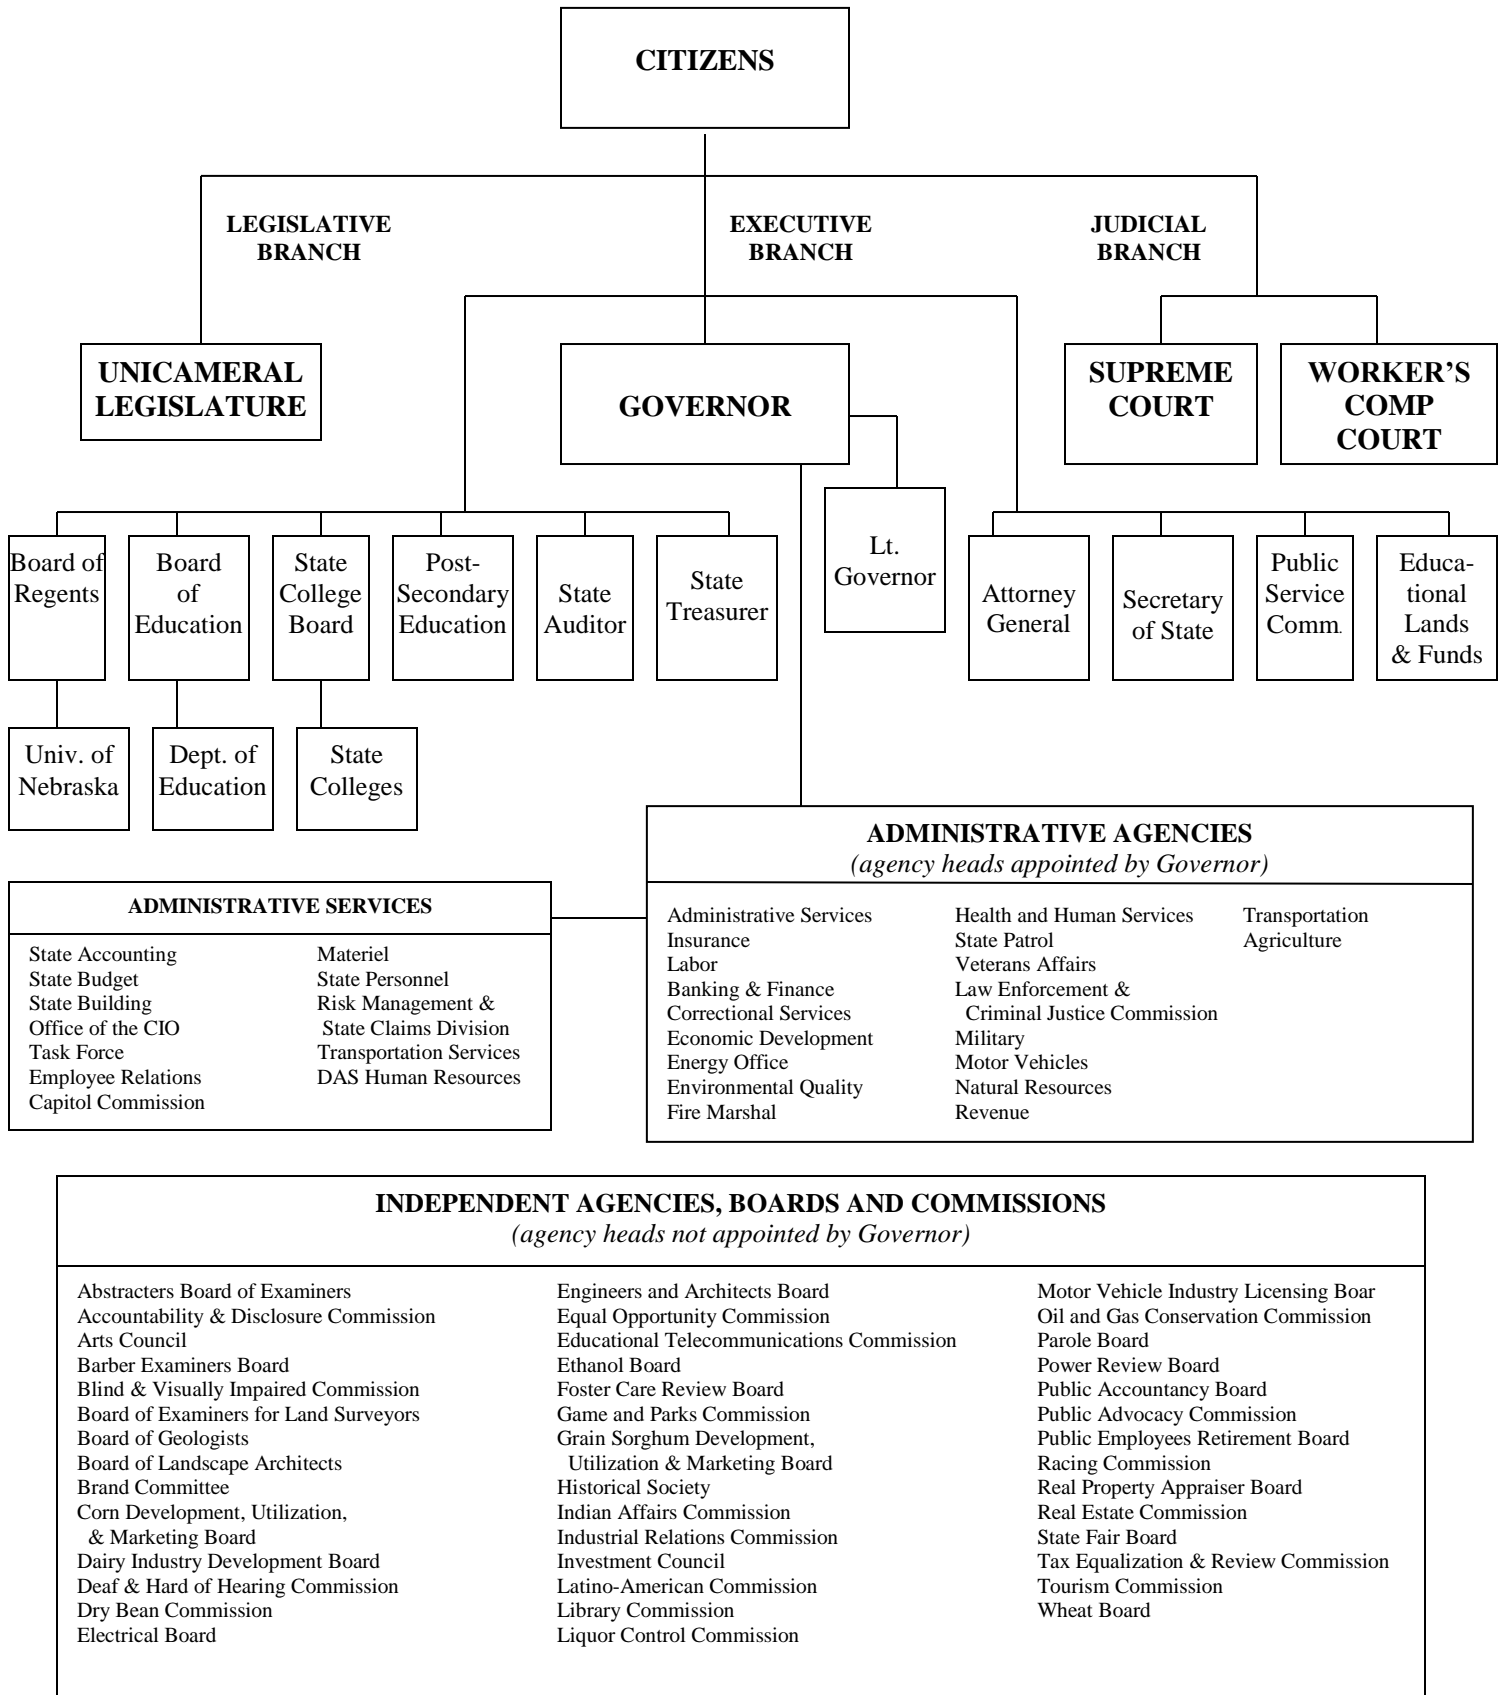 CITIZENS
LEGISLATIVE
BRANCH
EXECUTIVE
BRANCH
JUDICIAL
BRANCH
UNICAMERAL
LEGISLATURE
GOVERNOR
SUPREME
COURT
WORKER'S
COMP
COURT
Lt.
Governor
Board of
Regents
Board
of
Education
State
College
Board
Post-
Secondary
Education
State
Auditor
State
Treasurer
Attorney
General
Secretary
of State
Public
Service
Comm.
Educa-
tional
Lands
& Funds
Univ. of
Nebraska
Dept. of
Education
State
Colleges
ADMINISTRATIVE AGENCIES
(agency heads appointed by Governor)
Administrative Services
Insurance
Labor
Banking & Finance
Correctional Services
Economic Development
Energy Office
Environmental Quality
Fire Marshal
Health and Human Services
State Patrol
Veterans Affairs
Law Enforcement &
Criminal Justice Commission
Military
Motor Vehicles
Natural Resources
Revenue
Transportation
Agriculture
ADMINISTRATIVE SERVICES
State Accounting
State Budget
State Building
Office of the CIO
Task Force
Employee Relations
Capitol Commission
Materiel
State Personnel
Risk Management &
State Claims Division
Transportation Services
DAS Human Resources
INDEPENDENT AGENCIES, BOARDS AND COMMISSIONS
(agency heads not appointed by Governor)
Abstracters Board of Examiners
Accountability & Disclosure Commission
Arts Council
Barber Examiners Board
Blind & Visually Impaired Commission
Board of Examiners for Land Surveyors
Board of Geologists
Board of Landscape Architects
Brand Committee
Corn Development, Utilization,
& Marketing Board
Dairy Industry Development Board
Deaf & Hard of Hearing Commission
Dry Bean Commission
Electrical Board
Engineers and Architects Board
Equal Opportunity Commission
Educational Telecommunications Commission
Ethanol Board
Foster Care Review Board
Game and Parks Commission
Grain Sorghum Development,
Utilization & Marketing Board
Historical Society
Indian Affairs Commission
Industrial Relations Commission
Investment Council
Latino-American Commission
Library Commission
Liquor Control Commission
Motor Vehicle Industry Licensing Boar
Oil and Gas Conservation Commission
Parole Board
Power Review Board
Public Accountancy Board
Public Advocacy Commission
Public Employees Retirement Board
Racing Commission
Real Property Appraiser Board
Real Estate Commission
State Fair Board
Tax Equalization & Review Commission
Tourism Commission
Wheat Board